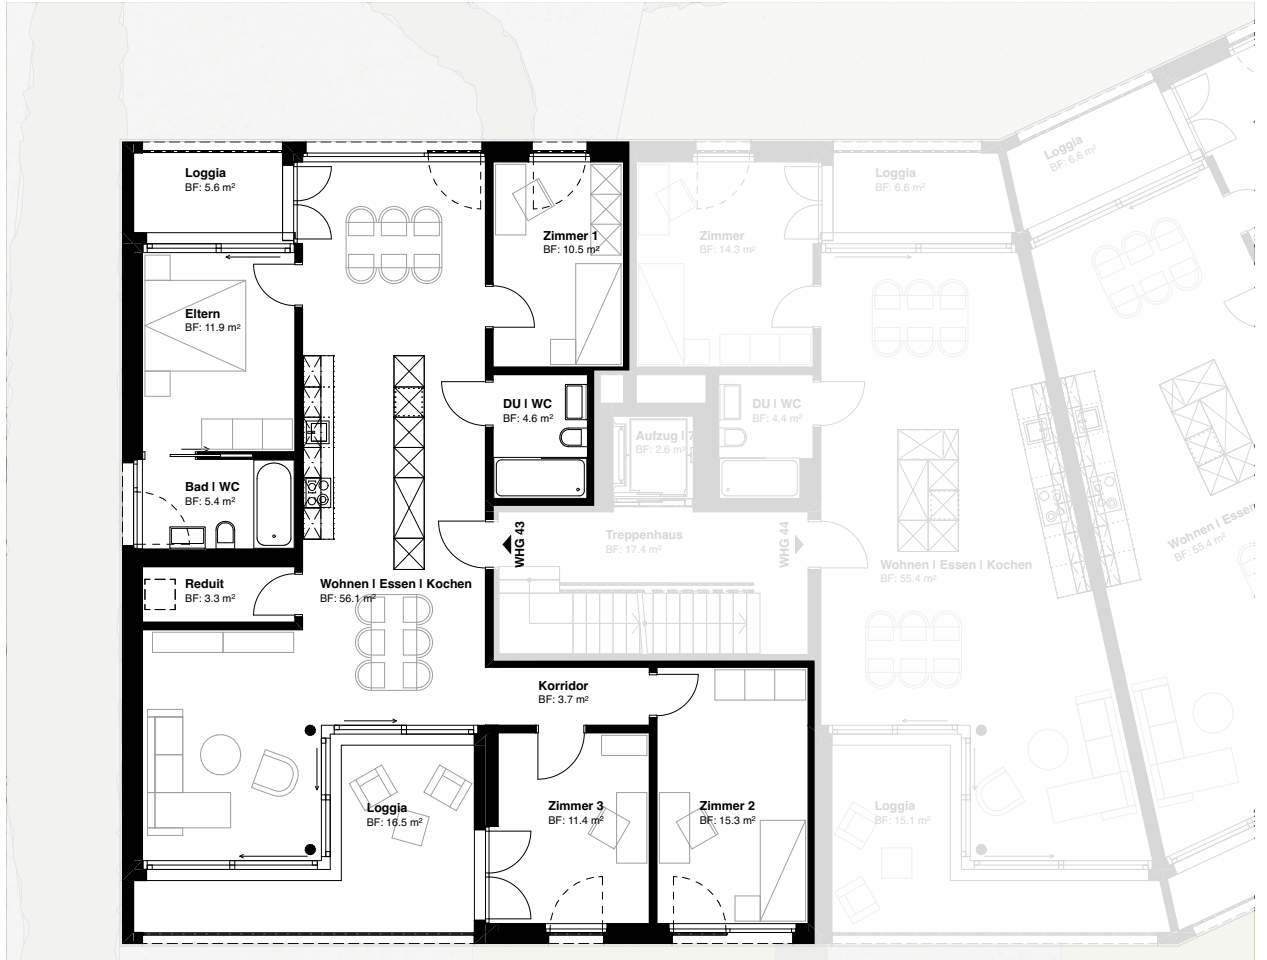 Loggia
BF: 5.6 m²
Zimmer 1
BF: 10.5 m²
Zimmer
BF: 14.3 m²
Loggia
BF: 6.6 m²
Loggia
BF: 6.6 m²
Eltern
BF: 11.9 m²
DU I WC
BF: 4.6 m²
DU I WC
BF: 4.4 m²
Aufzug I 7
BF: 2.6 m²
Bad I WC
BF: 5.4 m²
WHG 43
Treppenhaus
BF: 17.4 m²
WHG 44
Wohnen I Essen
BF: 55.4 m²
Reduit
BF: 3.3 m²
Wohnen I Essen I Kochen
BF: 56.1 m²
Wohnen I Essen I Kochen
BF: 55.4 m²
Korridor
BF: 3.7 m²
Loggia
BF: 16.5 m²
Zimmer 3
BF: 11.4 m²
Zimmer 2
BF: 15.3 m²
Loggia
BF: 15.1 m²